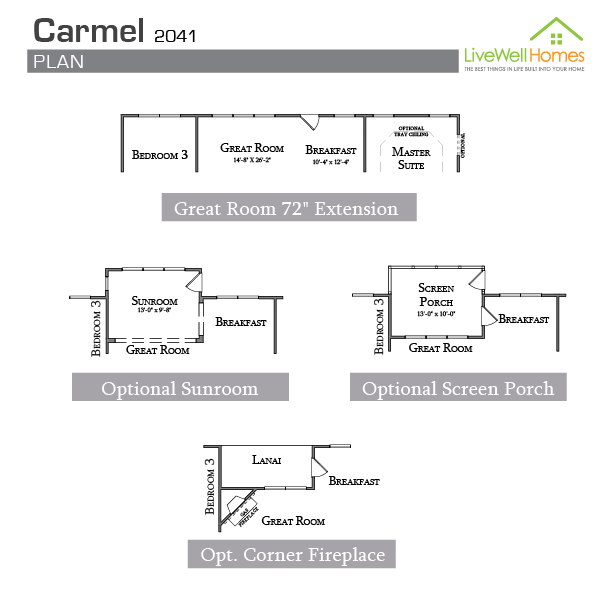 Carmel 2041
PLAN
LiveWellHomes
THE BEST THINGS IN LIFE BUILT INTO YOUR HOME
BEDROOM 3
GREAT ROOM
14'-8" X 26'-2"
BREAKFAST
10'-4" x 12'-4"
OPTIONAL
TRAY CEILING
MASTER
SUITE
OPTIONAL
Great Room 72" Extension
BEDROOM 3
SUNROOM
13'-0" x 9'-8"
BREAKFAST
GREAT ROOM
Optional Sunroom
BEDROOM 3
SCREEN
PORCH
13'-0" x 10'-0"
BREAKFAST
GREAT ROOM
Optional Screen Porch
BEDROOM 3
LANAI
BREAKFAST
GAS
FIREPLACE
GREAT ROOM
Opt. Corner Fireplace